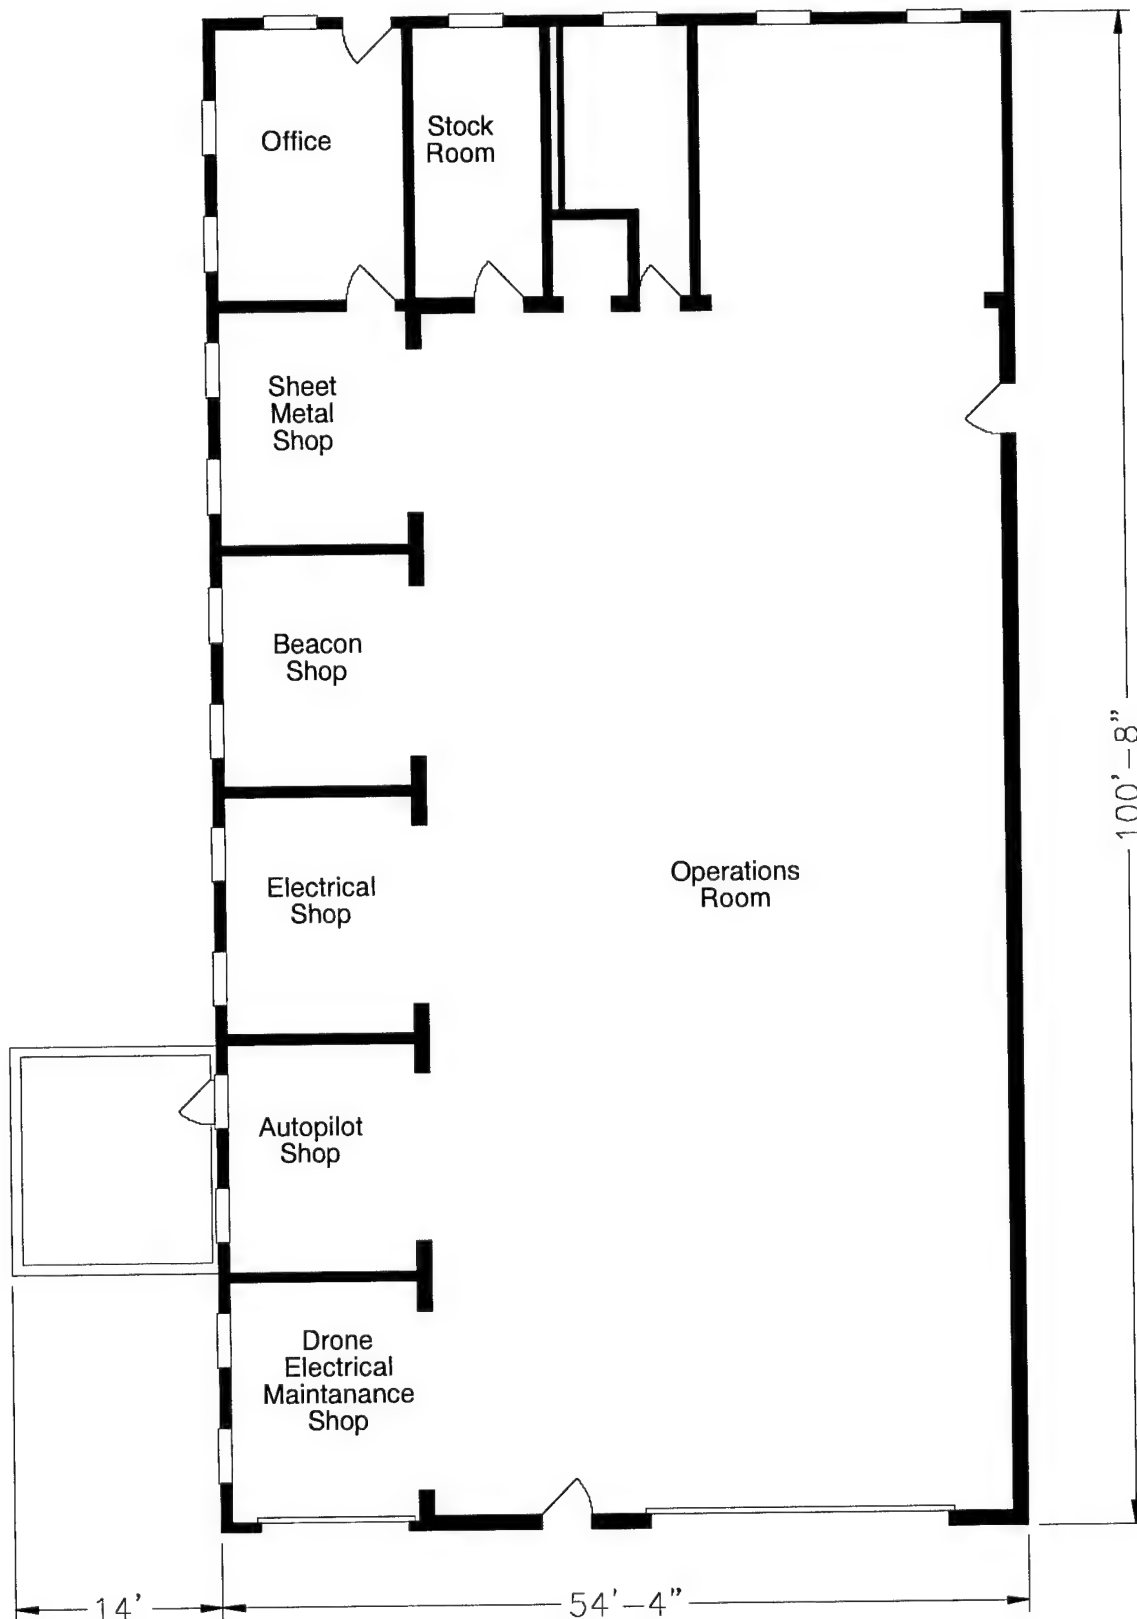 Office
Stock
Room
Sheet
Metal
Shop
Beacon
Shop
100'-8"
Electrical
Shop
Operations
Room
Autopilot
Shop
Drone
Electrical
Maintanance
Shop
14'
54'-4"